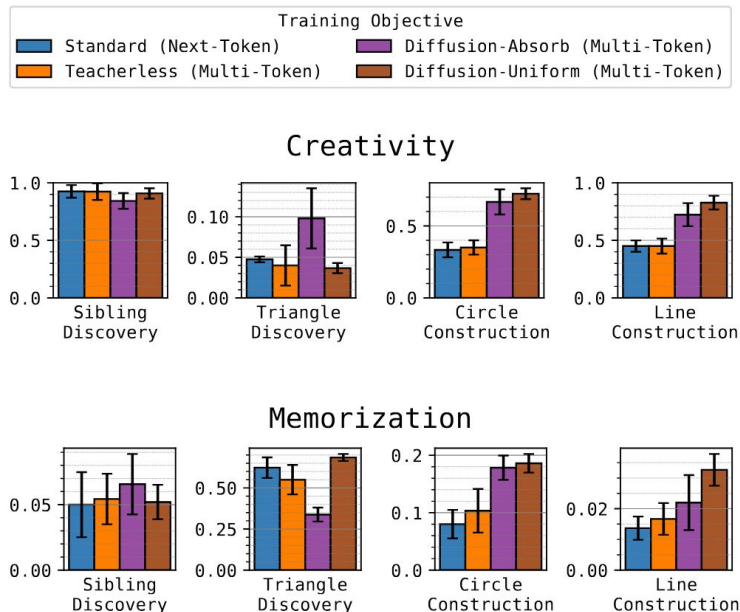 Training Objective
Standard (Next-Token)
Diffusion-Absorb (Multi-Token)
Teacherless (Multi-Token)
Diffusion-Uniform (Multi-Token)
Creativity
1.0
0.5
0.0
Sibling
Discovery
0.10
0.05
0.00
Triangle
Discovery
0.5
0.0
Circle
Construction
1.0
0.5
0.0
Line
Construction
Memorization
0.05
0.00
Sibling
Discovery
0.50
0.25
0.00
Triangle
Discovery
0.2
0.1
0.0
Circle
Construction
0.02
0.00
Line
Construction